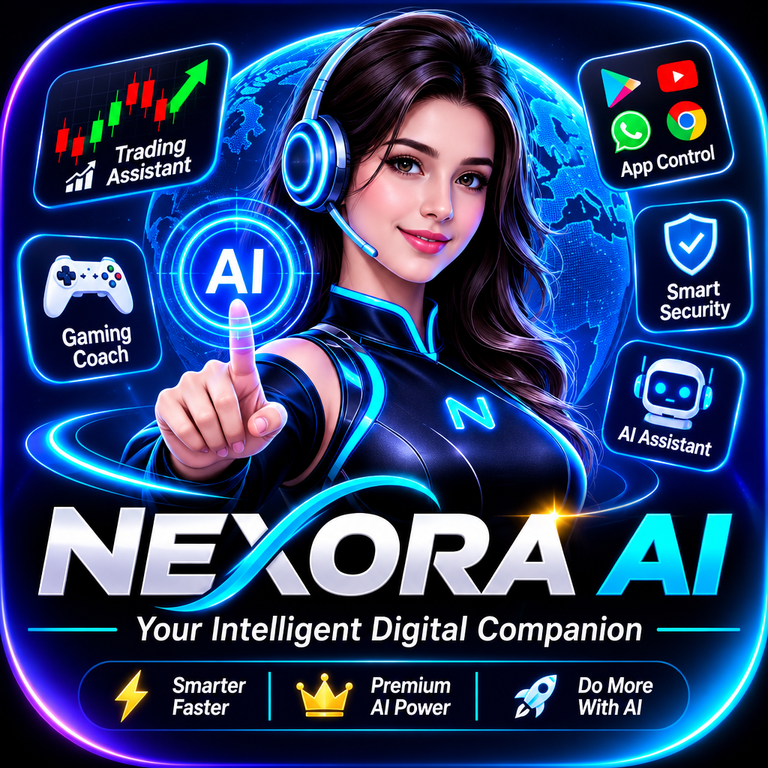 Trading
Assistant
App Control
AI
Gaming
Coach
Smart
Security
AI Assistant
N
NEXORA AI
Your Intelligent Digital Companion
Smarter
Faster
Premium
AI Power
Do More
With AI